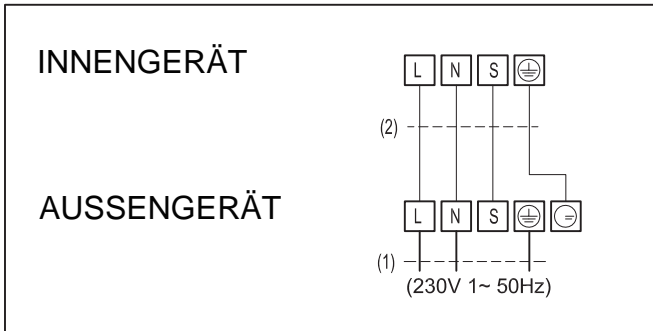 INNENGERÄT
L N S
(2)
AUSSENGERÄT
L N S
(1)
(230V 1~ 50Hz)